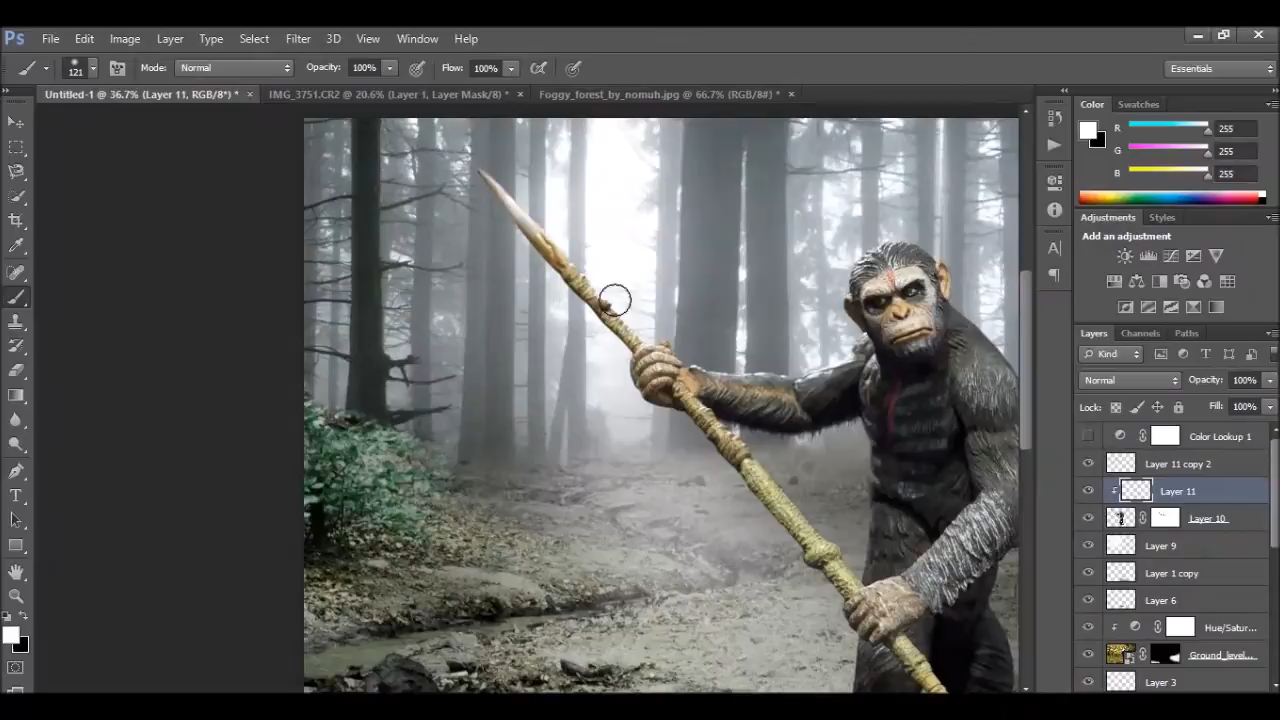 Ps File Edit Image Layer Type Select Filter 3D View Window Help
121 Mode: Normal Opacity: 100% Flow: 100% Essentials
Untitled-1 @ 36.7% (Layer 11, RGB/8*) * × IMG_3751.CR2 @ 20.6% (Layer 1, Layer Mask/8) * × Foggy_forest_by_nomuh.jpg @ 66.7% (RGB/8#) * ×
Color Swatches
R 255
G 255
B 255
Adjustments Styles
Add an adjustment
Layers Channels Paths
Kind
Normal Opacity: 100%
Lock: Fill: 100%
Color Lookup 1
Layer 11 copy 2
Layer 11
Layer 10
Layer 9
Layer 1 copy
Layer 6
Hue/Satur...
Ground_level...
Layer 3